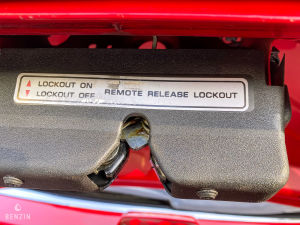 ▲ LOCKOUT ON
▼ LOCKOUT OFF
REMOTE RELEASE LOCKOUT
BENZIN